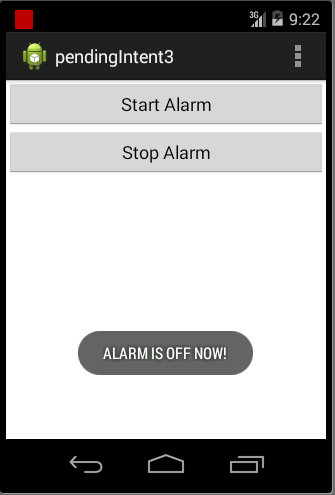 3G 9:22
pendingIntent3
Start Alarm
Stop Alarm
ALARM IS OFF NOW!